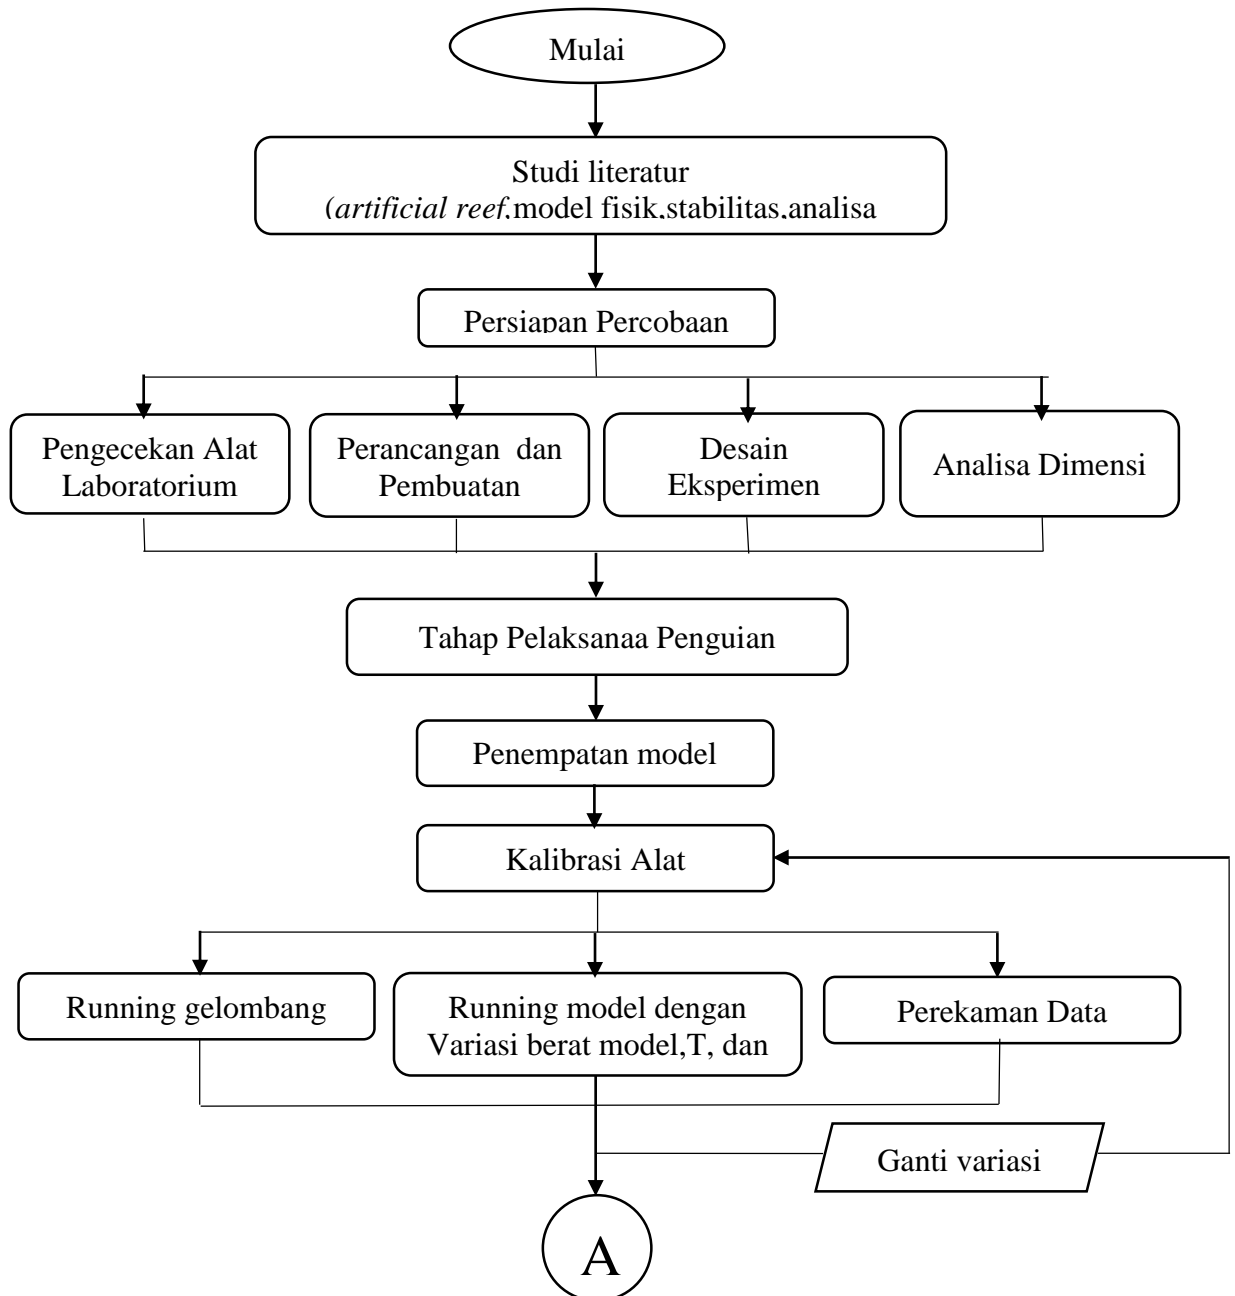 Mulai
Studi literatur
(artificial reef,model fisik,stabilitas,analisa
Persiapan Percobaan
Pengecekan Alat
Laboratorium
Perancangan dan
Pembuatan
Desain
Eksperimen
Analisa Dimensi
Tahap Pelaksanaa Penguian
Penempatan model
Kalibrasi Alat
Running gelombang
Running model dengan
Variasi berat model,T, dan
Perekaman Data
Ganti variasi
A